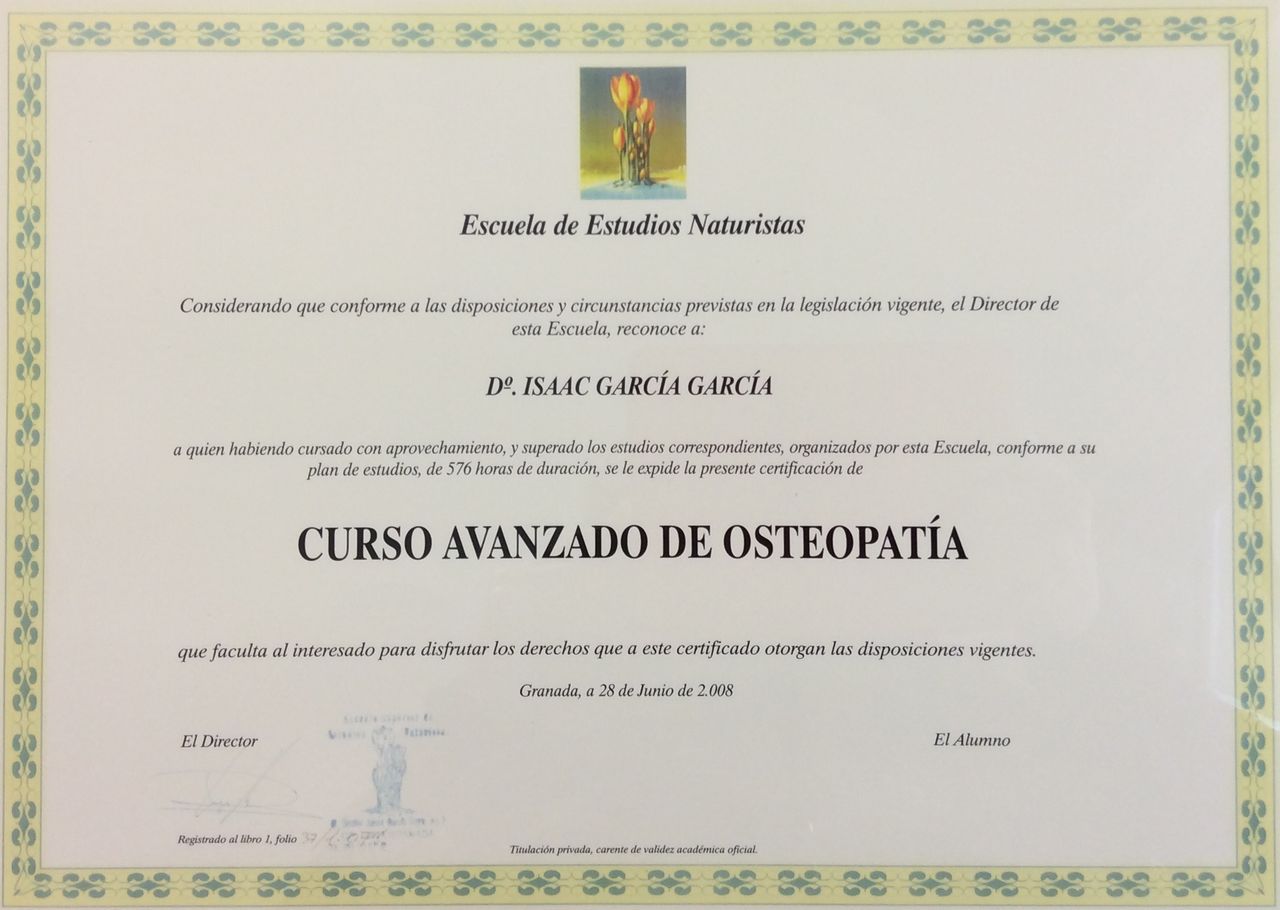 Escuela de Estudios Naturistas
Considerando que conforme a las disposiciones y circunstancias previstas en la legislación vigente, el Director de
esta Escuela, reconoce a:
Dº. ISAAC GARCÍA GARCÍA
a quien habiendo cursado con aprovechamiento, y superado los estudios correspondientes, organizados por esta Escuela, conforme a su
plan de estudios, de 576 horas de duración, se le expide la presente certificación de
CURSO AVANZADO DE OSTEOPATÍA
que faculta al interesado para disfrutar los derechos que a este certificado otorgan las disposiciones vigentes.
Granada, a 28 de Junio de 2.008
El Director
El Alumno
Registrado al libro 1, folio
Titulación privada, carente de validez académica oficial.